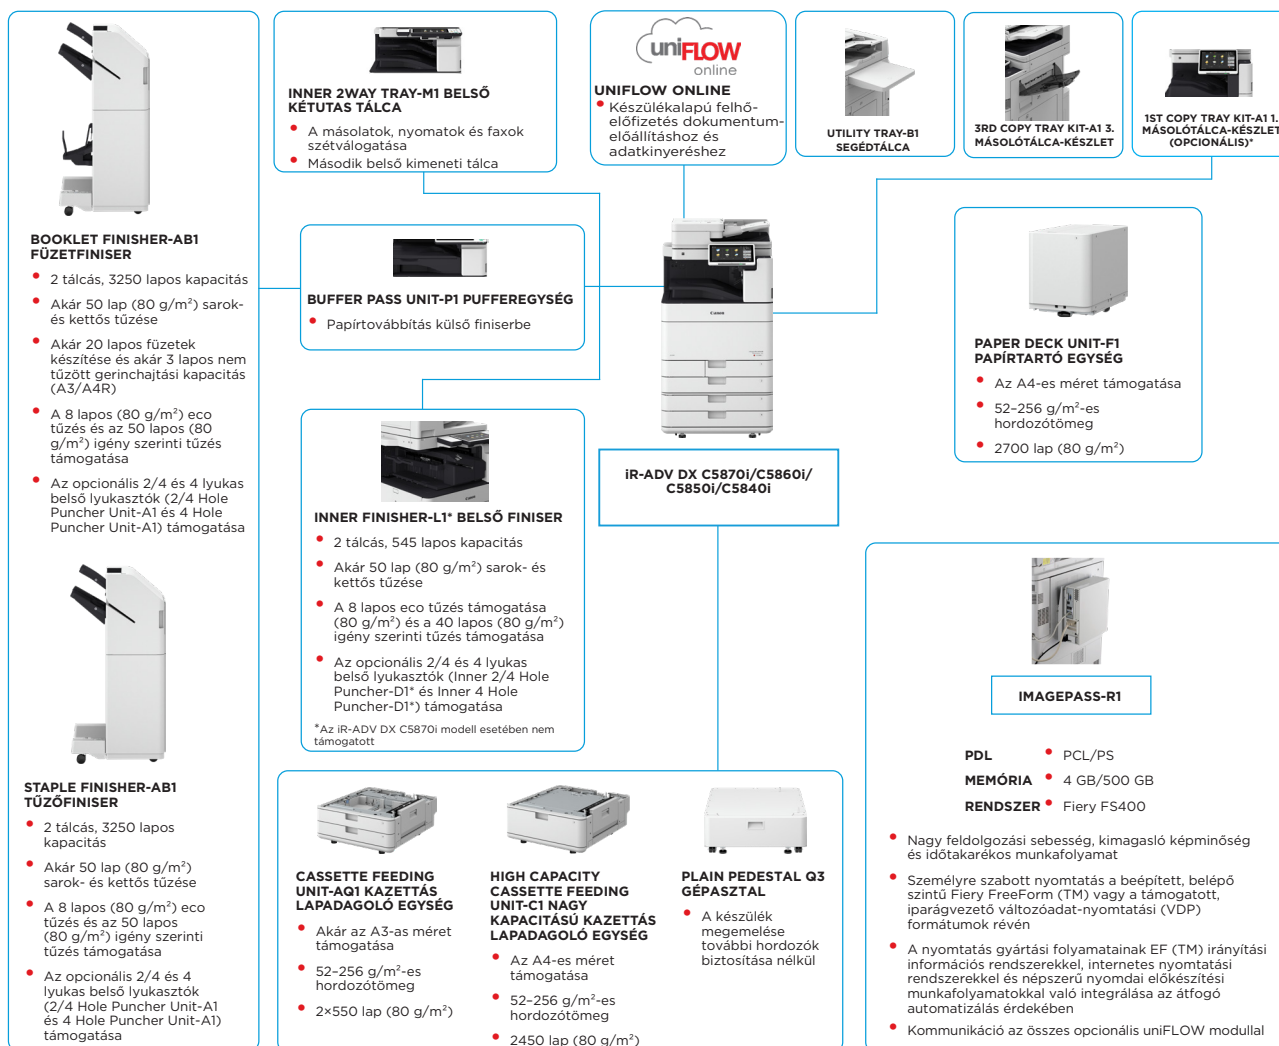 BOOKLET FINISHER-AB1
FÜZETFINISER
• 2 tálcás, 3250 lapos kapacitás
• Akár 50 lap (80 g/m²) sarok-
és kettős tűzése
• Akár 20 lapos füzetek
készítése és akár 3 lapos nem
tűzött gerinchajtási kapacitás
(A3/A4R)
• A 8 lapos (80 g/m²) eco
tűzés és az 50 lapos (80
g/m²) igény szerinti tűzés
támogatása
• Az opcionális 2/4 és 4 lyukas
belső lyukasztók (2/4 Hole
Puncher Unit-A1 és 4 Hole
Puncher Unit-A1) támogatása
STAPLE FINISHER-AB1
TŰZŐFINISER
• 2 tálcás, 3250 lapos
kapacitás
• Akár 50 lap (80 g/m²)
sarok- és kettős tűzése
• A 8 lapos (80 g/m²) eco
tűzés és az 50 lapos
(80 g/m²) igény szerinti
tűzés támogatása
• Az opcionális 2/4 és 4
lyukas belső lyukasztók
(2/4 Hole Puncher Unit-A1
és 4 Hole Puncher Unit-A1)
támogatása
INNER 2WAY TRAY-M1 BELSŐ
KÉTUTAS TÁLCA
• A másolatok, nyomatok és faxok
szétválogatása
• Második belső kimeneti tálca
BUFFER PASS UNIT-P1 PUFFEREGYSÉG
• Papírtovábbítás külső finiserbe
INNER FINISHER-L1* BELSŐ FINISER
• 2 tálcás, 545 lapos kapacitás
• Akár 50 lap (80 g/m²) sarok- és
kettős tűzése
• A 8 lapos eco tűzés támogatása
(80 g/m²) és a 40 lapos (80 g/m²)
igény szerinti tűzés támogatása
• Az opcionális 2/4 és 4 lyukas
belső lyukasztók (Inner 2/4 Hole
Puncher-D1* és Inner 4 Hole
Puncher-D1*) támogatása
*Az iR-ADV DX C5870i modell esetében nem
támogatott
uniFLOW
online
UNIFLOW ONLINE
• Készülékalapú felhő-
előfizetés dokumentum-
előállításhoz és
adatkinyeréshez
UTILITY TRAY-B1
SEGÉDTÁLCA
3RD COPY TRAY KIT-A1 3.
MÁSOLÓTÁLCA-KÉSZLET
1ST COPY TRAY KIT-A1 1.
MÁSOLÓTÁLCA-KÉSZLET
(OPCIONÁLIS)*
Canon
iR-ADV DX C5870i/C5860i/
C5850i/C5840i
PAPER DECK UNIT-F1
PAPÍRTARTÓ EGYSÉG
• Az A4-es méret támogatása
• 52–256 g/m²-es
hordozótömeg
• 2700 lap (80 g/m²)
CASSETTE FEEDING
UNIT-AQ1 KAZETTÁS
LAPADAGOLÓ EGYSÉG
• Akár az A3-as méret
támogatása
• 52–256 g/m²-es
hordozótömeg
• 2×550 lap (80 g/m²)
HIGH CAPACITY
CASSETTE FEEDING
UNIT-C1 NAGY
KAPACITÁSÚ KAZETTÁS
LAPADAGOLÓ EGYSÉG
• Az A4-es méret
támogatása
• 52–256 g/m²-es
hordozótömeg
• 2450 lap (80 g/m²)
PLAIN PEDESTAL Q3
GÉPASZTAL
• A készülék
megemelése
további hordozók
biztosítása nélkül
IMAGEPASS-R1
PDL • PCL/PS
MEMÓRIA • 4 GB/500 GB
RENDSZER • Fiery FS400
• Nagy feldolgozási sebesség, kimagasló képminőség
és időtakarékos munkafolyamat
• Személyre szabott nyomtatás a beépített, belépő
szintű Fiery FreeForm (TM) vagy a támogatott,
iparágvezető változóadat-nyomtatási (VDP)
formátumok révén
• A nyomtatás gyártási folyamatainak EF (TM) irányítási
információs rendszerekkel, internetes nyomtatási
rendszerekkel és népszerű nyomdai előkészítési
munkafolyamatokkal való integrálása az átfogó
automatizálás érdekében
• Kommunikáció az összes opcionális uniFLOW modullal